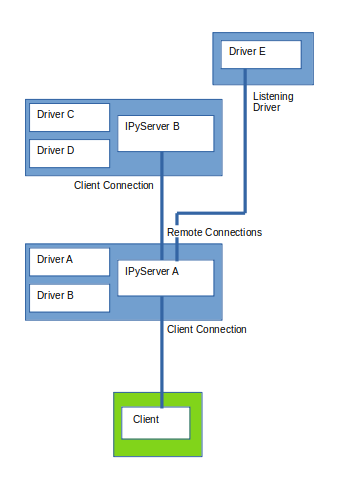 Driver E
Listening
Driver
Driver C
IPyServer B
Driver D
Client Connection
Remote Connections
Driver A
IPyServer A
Driver B
Client Connection
Client